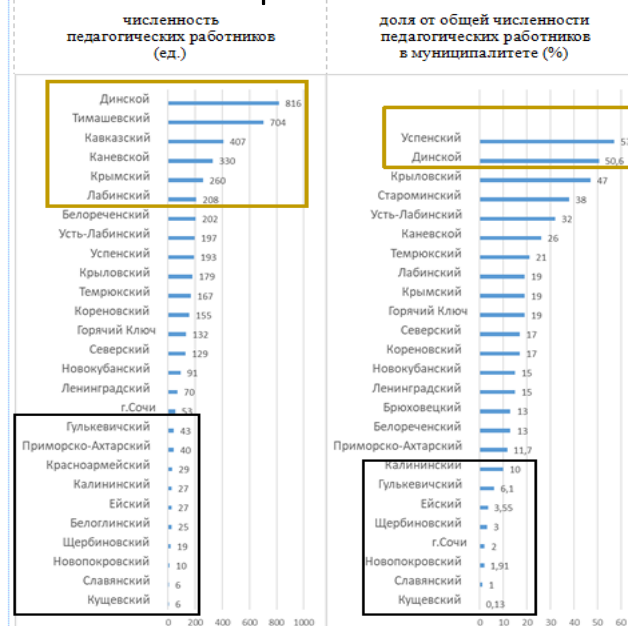 численность
педагогических работников
(ед.)
Динской 816
Тимашевский 704
Кавказский 407
Каневской 330
Крымский 260
Лабинский 208
Белореченский 202
Усть-Лабинский 197
Успенский 193
Крыловский 179
Темрюкский 167
Кореновский 155
Горячий Ключ 132
Северский 129
Новокубанский 91
Ленинградский 70
г.Сочи 53
Гулькевичский 43
Приморско-Ахтарский 40
Красноармейский 29
Калининский 27
Ейский 27
Белоглинский 25
Щербиновский 19
Новопокровский 10
Славянский 6
Кущевский 6
0 200 400 600 800 1000
доля от общей численности
педагогических работников
в муниципалитете (%)
Успенский
Динской 50,6
Крыловский 47
Староминский 38
Усть-Лабинский 32
Каневской 26
Темрюкский 21
Лабинский 19
Крымский 19
Горячий Ключ 19
Северский 17
Кореновский 17
Новокубанский 15
Ленинградский 15
Брюховецкий 13
Белореченский 13
Приморско-Ахтарский 11,7
Калининский 10
Гулькевичский 6,1
Ейский 3,55
Щербиновский 3
г.Сочи 2
Новопокровский 1,91
Славянский 1
Кущевский 0,13
0 10 20 30 40 50 60